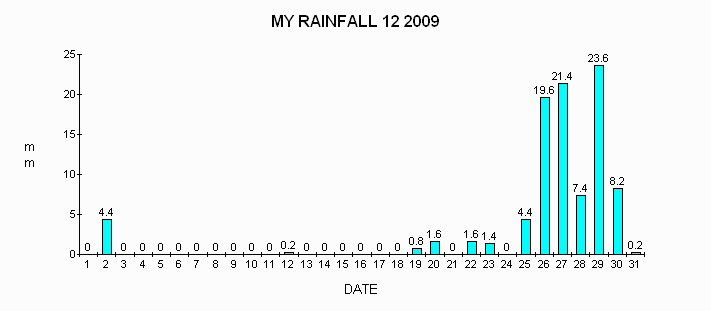 MY RAINFALL 12 2009
25
20
15
10
5
0
m
m
0 4.4 0 0 0 0 0 0 0 0 0 0.2 0 0 0 0 0 0 0.8 1.6 0 1.6 1.4 0 4.4 19.6 21.4 7.4 23.6 8.2 0.2
1 2 3 4 5 6 7 8 9 10 11 12 13 14 15 16 17 18 19 20 21 22 23 24 25 26 27 28 29 30 31
DATE